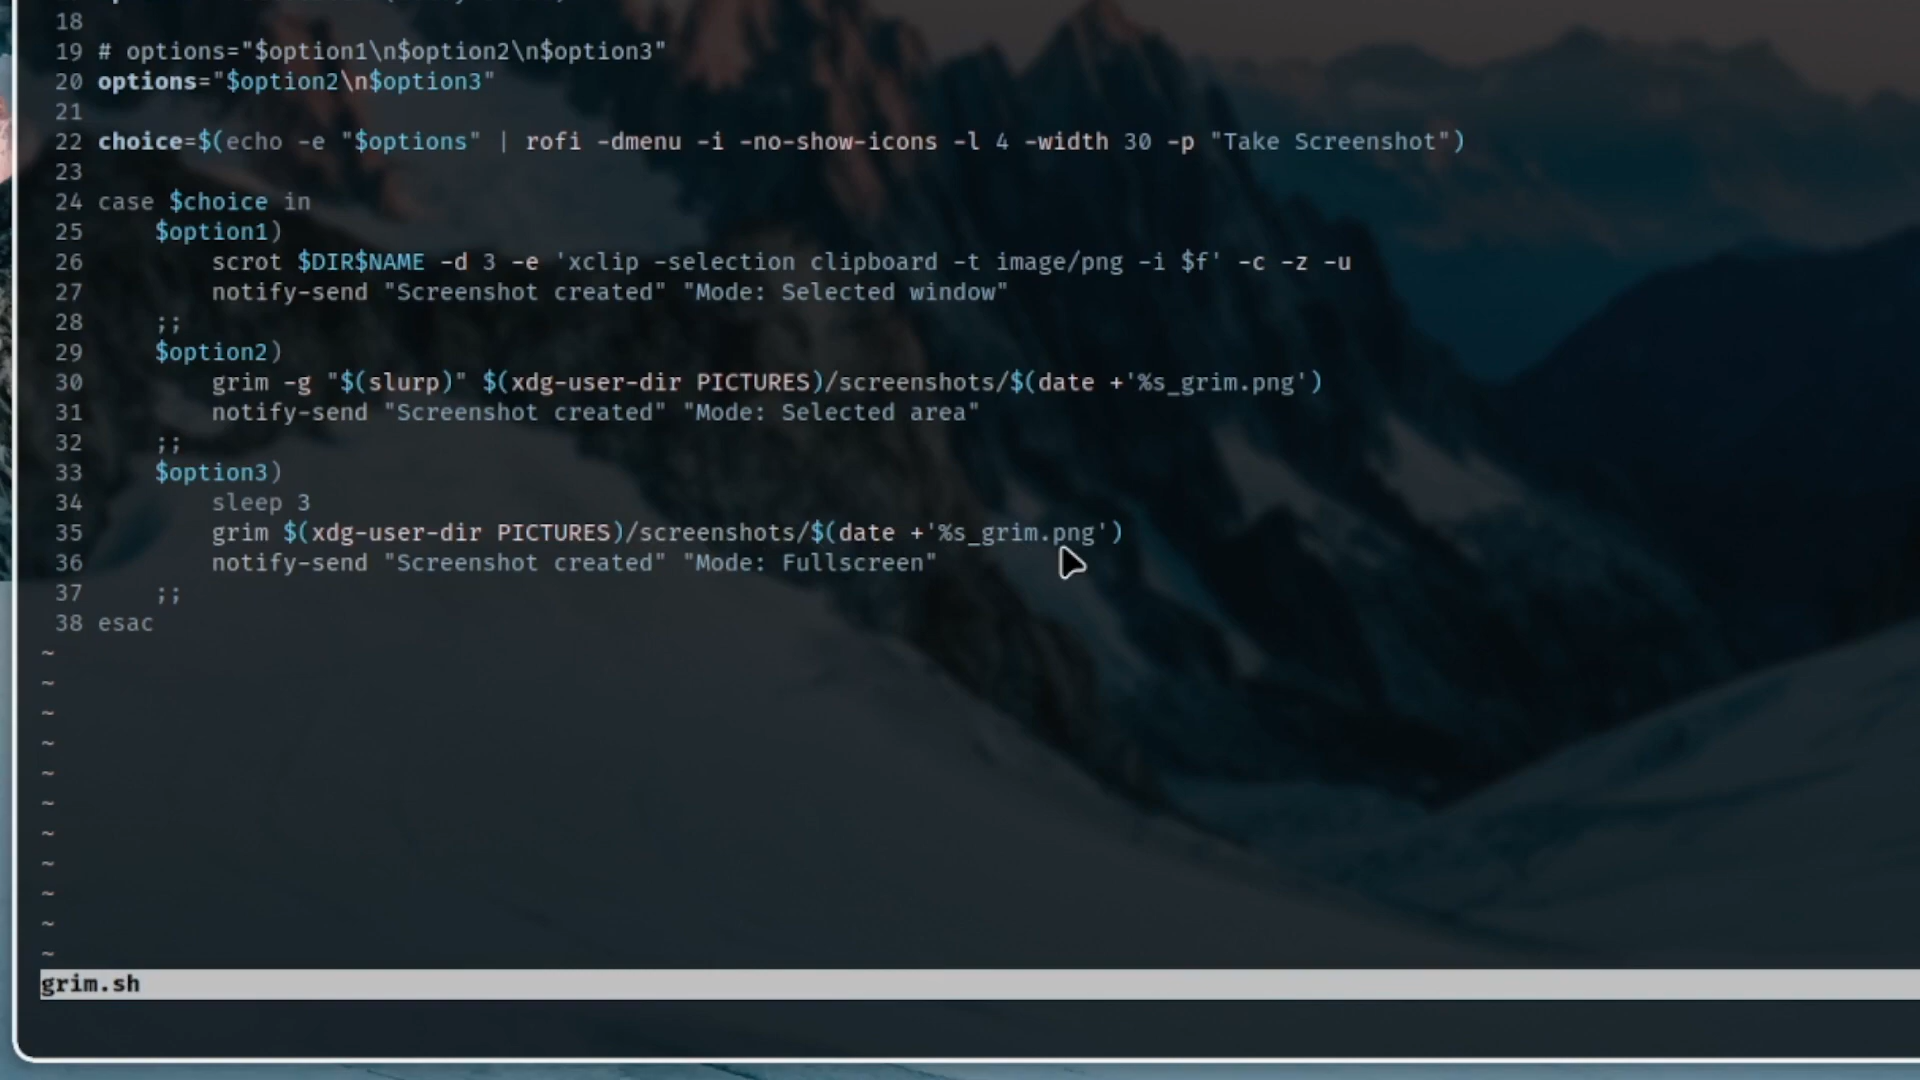 18
19 # options="$option1\n$option2\n$option3"
20 options="$option2\n$option3"
21
22 choice=$(echo -e "$options" | rofi -dmenu -i -no-show-icons -l 4 -width 30 -p "Take Screenshot")
23
24 case $choice in
25     $option1)
26         scrot $DIR$NAME -d 3 -e 'xclip -selection clipboard -t image/png -i $f' -c -z -u
27         notify-send "Screenshot created" "Mode: Selected window"
28     ;;
29     $option2)
30         grim -g "$(slurp)" $(xdg-user-dir PICTURES)/screenshots/$(date +'%s_grim.png')
31         notify-send "Screenshot created" "Mode: Selected area"
32     ;;
33     $option3)
34         sleep 3
35         grim $(xdg-user-dir PICTURES)/screenshots/$(date +'%s_grim.png')
36         notify-send "Screenshot created" "Mode: Fullscreen"
37     ;;
38 esac
~
~
~
~
~
~
~
~
~
~
~
grim.sh